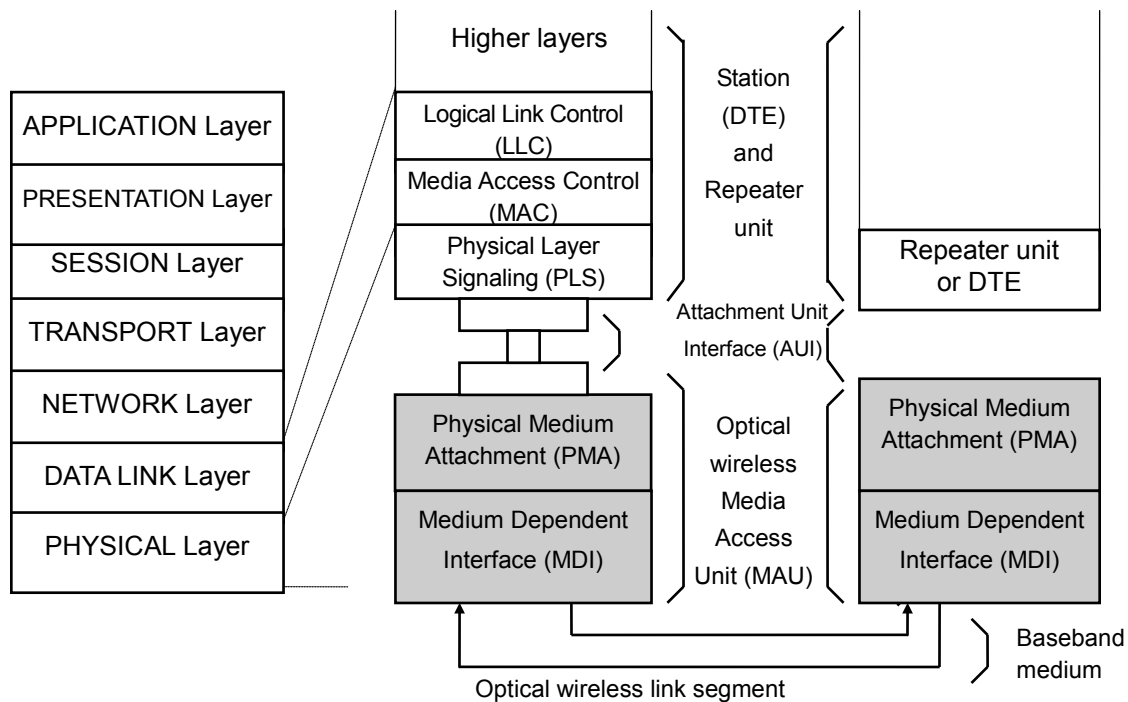 APPLICATION Layer
PRESENTATION Layer
SESSION Layer
TRANSPORT Layer
NETWORK Layer
DATA LINK Layer
PHYSICAL Layer
Higher layers
Logical Link Control
(LLC)
Media Access Control
(MAC)
Physical Layer
Signaling (PLS)
Physical Medium
Attachment (PMA)
Medium Dependent
Interface (MDI)
Station
(DTE)
and
Repeater
unit
Attachment Unit
Interface (AUI)
Optical
wireless
Media
Access
Unit (MAU)
Repeater unit
or DTE
Physical Medium
Attachment (PMA)
Medium Dependent
Interface (MDI)
Baseband
medium
Optical wireless link segment